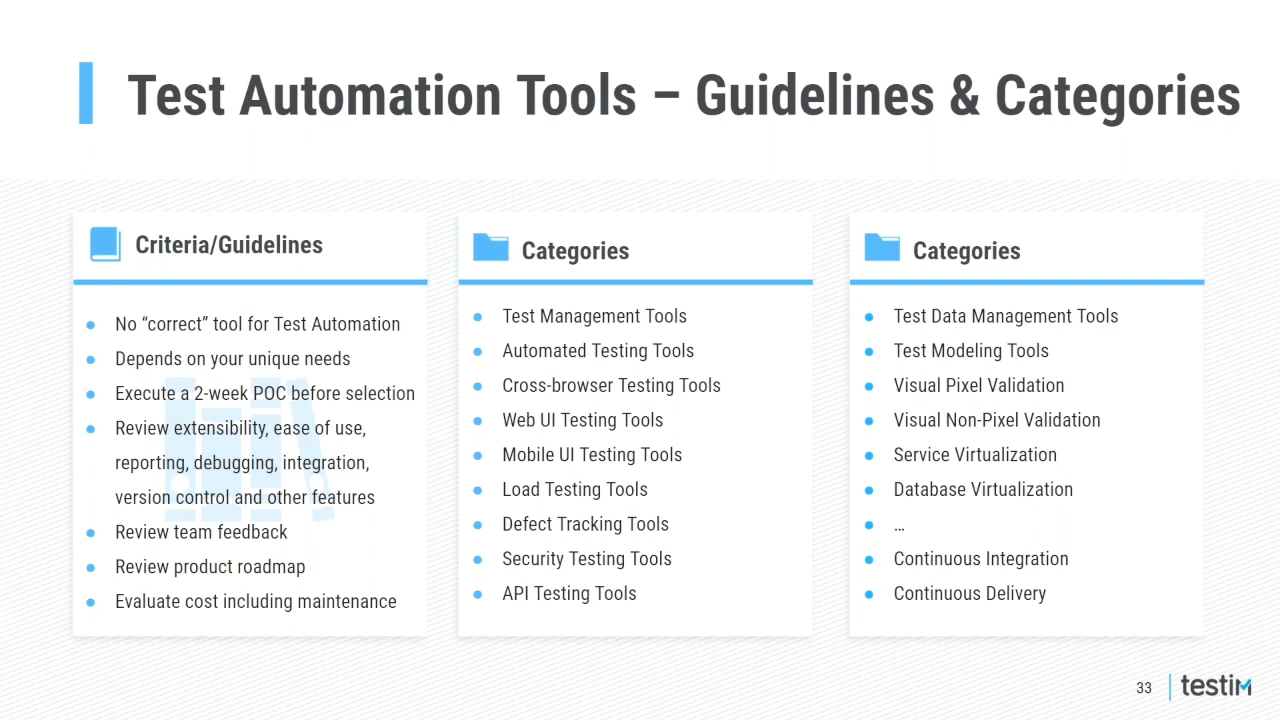 Test Automation Tools – Guidelines & Categories
Criteria/Guidelines
No “correct” tool for Test Automation
Depends on your unique needs
Execute a 2-week POC before selection
Review extensibility, ease of use,
reporting, debugging, integration,
version control and other features
Review team feedback
Review product roadmap
Evaluate cost including maintenance
Categories
Test Management Tools
Automated Testing Tools
Cross-browser Testing Tools
Web UI Testing Tools
Mobile UI Testing Tools
Load Testing Tools
Defect Tracking Tools
Security Testing Tools
API Testing Tools
Categories
Test Data Management Tools
Test Modeling Tools
Visual Pixel Validation
Visual Non-Pixel Validation
Service Virtualization
Database Virtualization
…
Continuous Integration
Continuous Delivery
33
testim